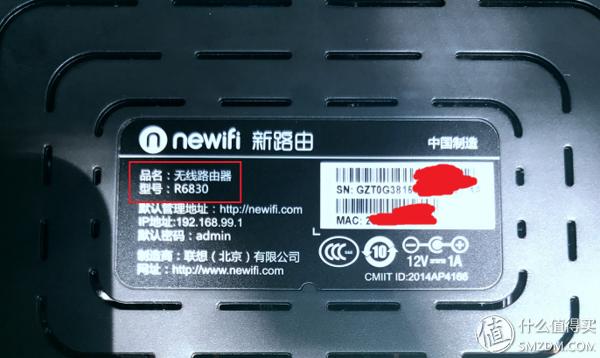 newifi 新路由
中国制造
品名：无线路由器
型号：R6830
默认管理地址：http://newifi.com
IP地址:192.168.99.1
默认密码：admin
制造商：联想（北京）有限公司
网址：http://www.newifi.com
SN: GZT0G3815
MAC: 2
10
12V 1A
CMIIT ID:2014AP4166
值 什么值得买
SMZDM.COM